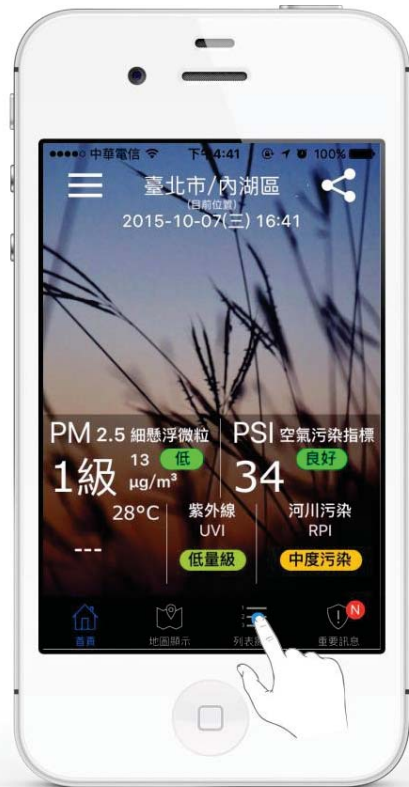 中華電信 下午4:41 100%
臺北市/內湖區
(目前位置)
2015-10-07(三) 16:41
PM 2.5 細懸浮微粒 PSI 空氣污染指標
1級 13 μg/m³ 低 34 良好
28°C 紫外線 UVI 河川污染 RPI
--- 低量級 中度污染
首頁 地圖顯示 列表 重要訊息 N